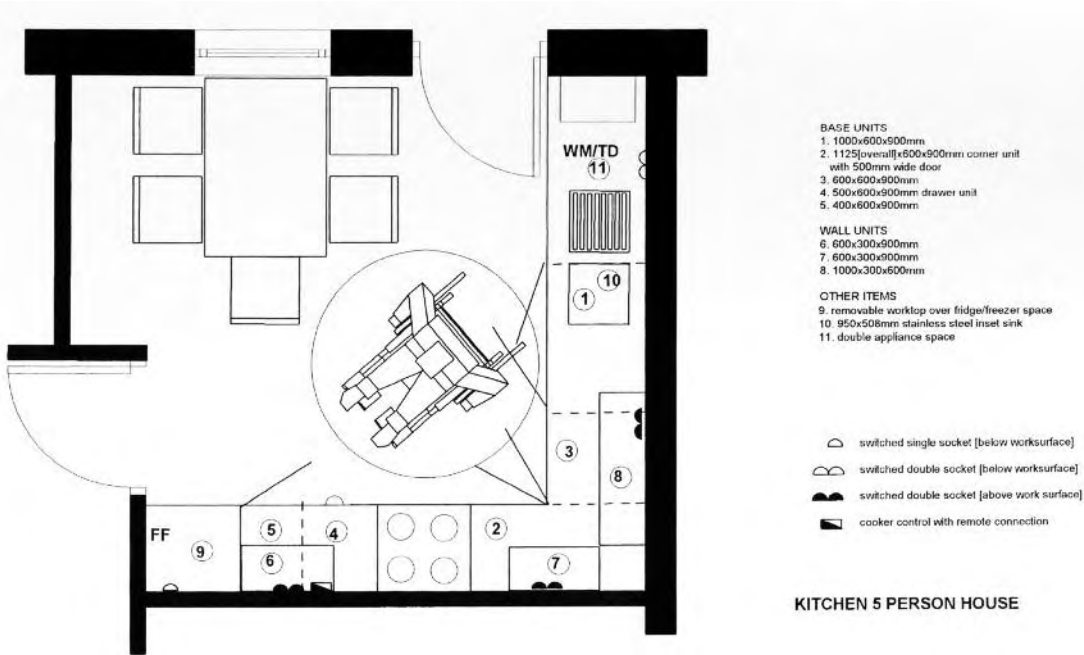 WM/TD
11
10
1
3
8
FF
9
5
4
6
2
7
BASE UNITS
1. 1000x600x900mm
2. 1125[overall]x600x900mm corner unit
with 500mm wide door
3. 600x600x900mm
4. 500x600x900mm drawer unit
5. 400x600x900mm
WALL UNITS
6. 600x300x900mm
7. 600x300x900mm
8. 1000x300x600mm
OTHER ITEMS
9. removable worktop over fridge/freezer space
10. 950x508mm stainless steel inset sink
11. double appliance space
switched single socket [below worksurface]
switched double socket [below worksurface]
switched double socket [above work surface]
cooker control with remote connection
KITCHEN 5 PERSON HOUSE